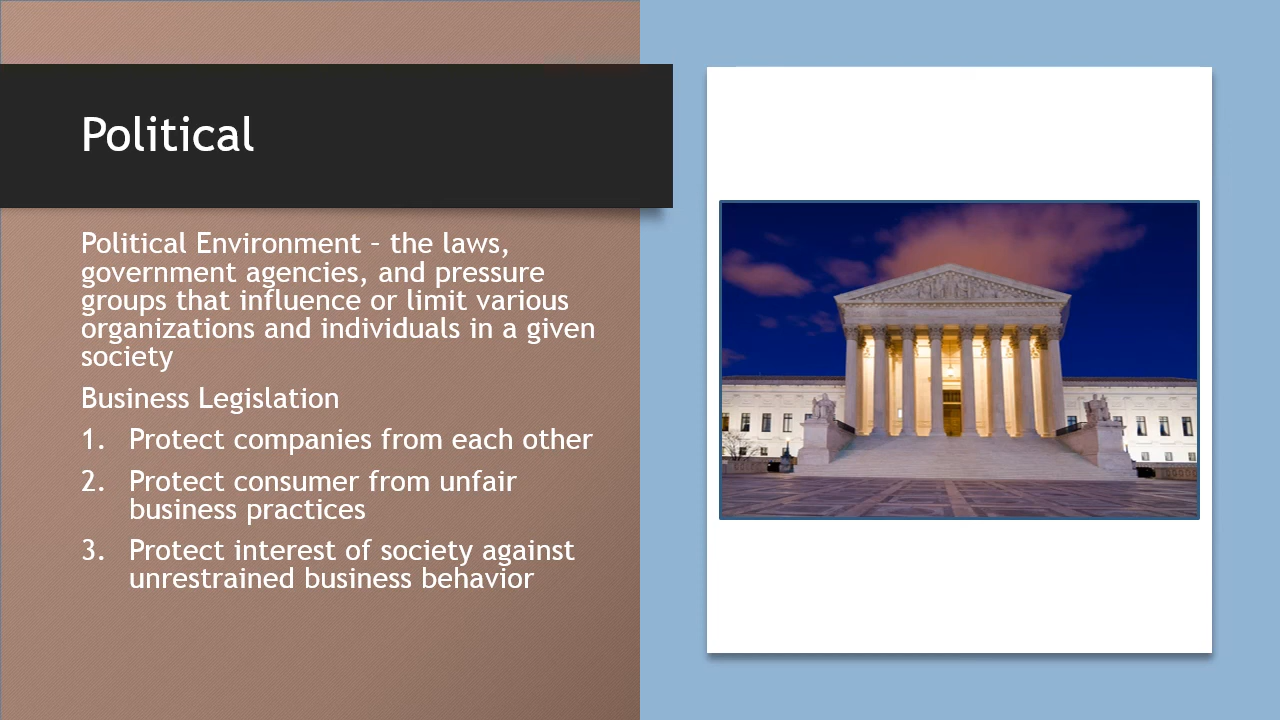 Political
Political Environment – the laws,
government agencies, and pressure
groups that influence or limit various
organizations and individuals in a given
society
Business Legislation
1. Protect companies from each other
2. Protect consumer from unfair
business practices
3. Protect interest of society against
unrestrained business behavior